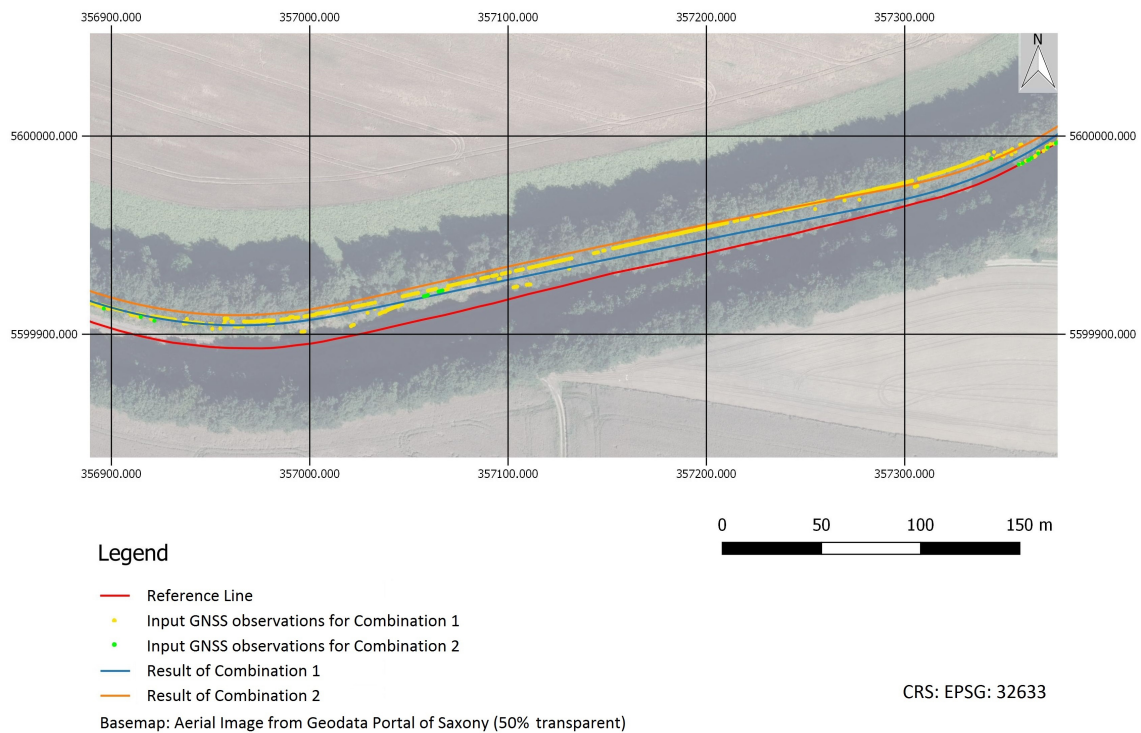 356900.000 357000.000 357100.000 357200.000 357300.000
N
5600000.000 5600000.000
5599900.000 5599900.000
356900.000 357000.000 357100.000 357200.000 357300.000
0 50 100 150 m
Legend
Reference Line
Input GNSS observations for Combination 1
Input GNSS observations for Combination 2
Result of Combination 1
Result of Combination 2
CRS: EPSG: 32633
Basemap: Aerial Image from Geodata Portal of Saxony (50% transparent)